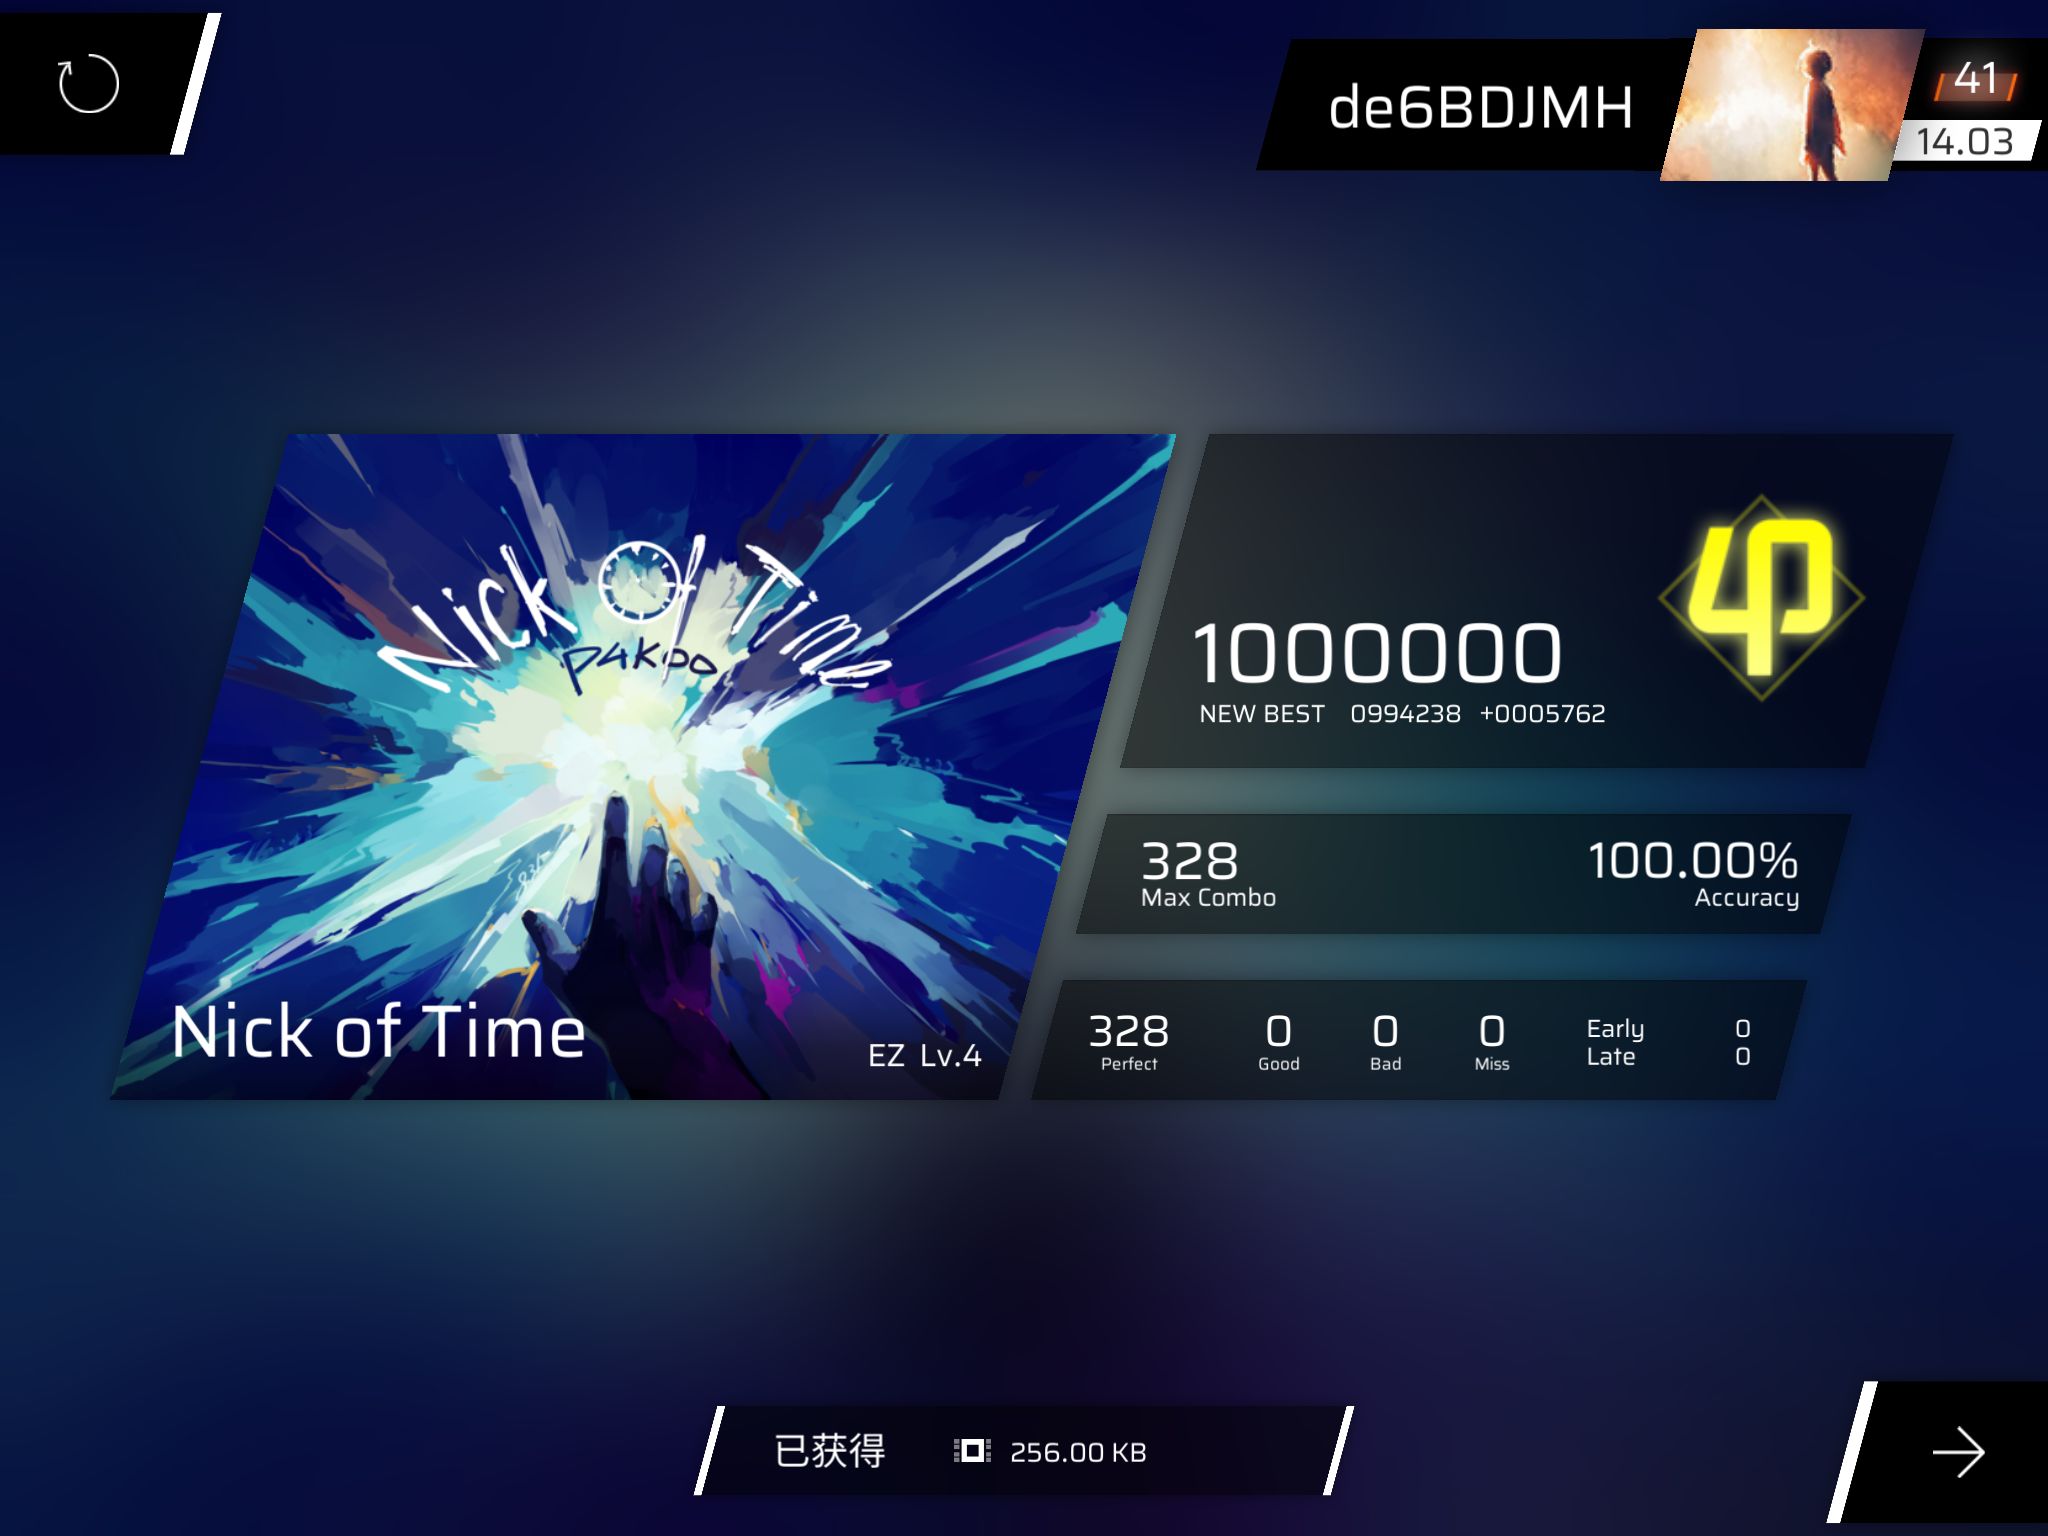 de6BDJMH
41
14.03
Nick Of Time
P4koo
Nick of Time
EZ Lv.4
1000000
NEW BEST 0994238 +0005762
328
Max Combo
100.00%
Accuracy
328
Perfect
0
Good
0
Bad
0
Miss
Early 0
Late 0
已获得 256.00 KB